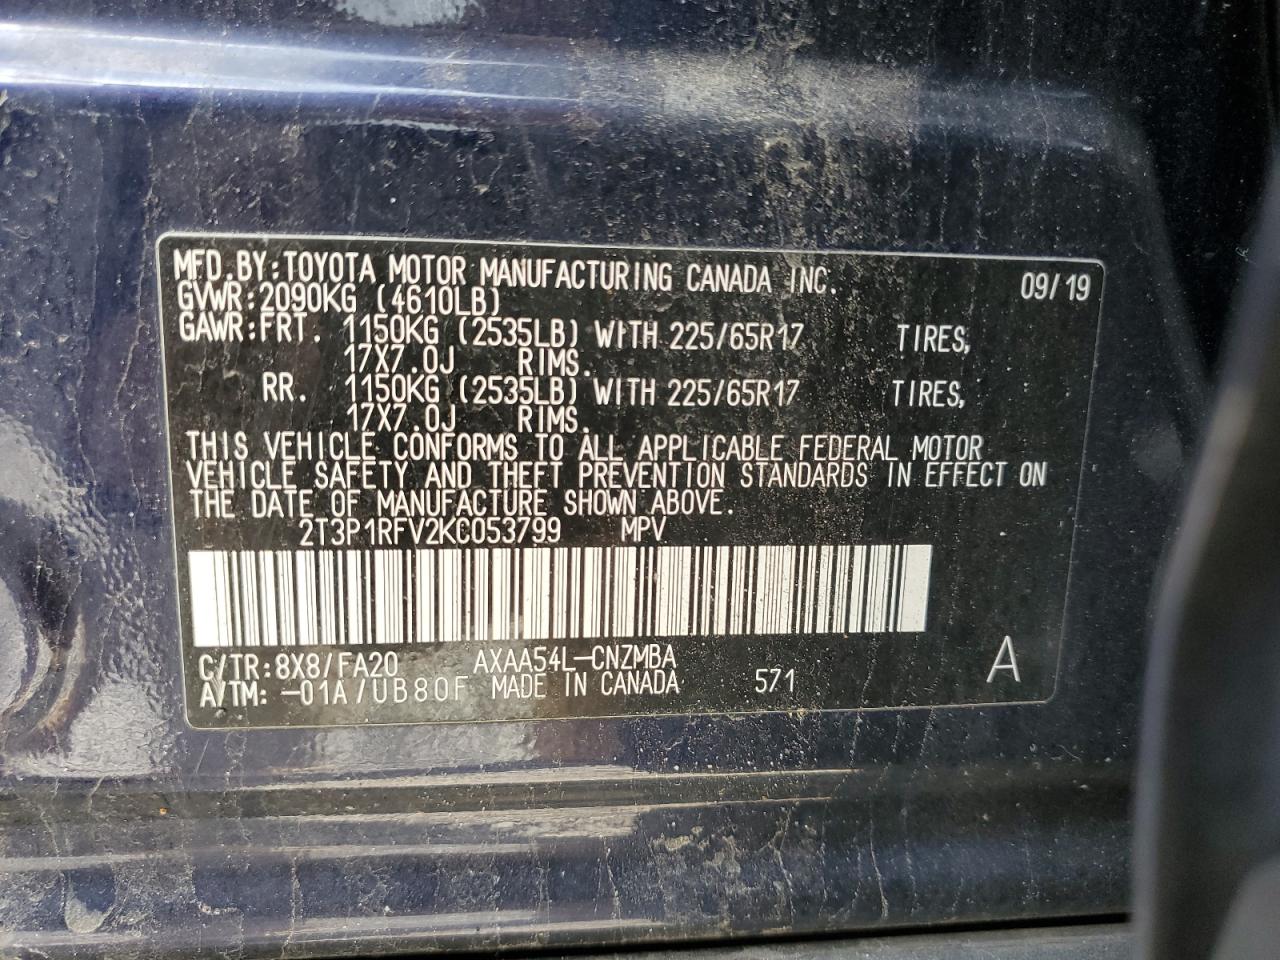 MFD.BY:TOYOTA MOTOR MANUFACTURING CANADA INC. 09/19
GVWR:2090KG (4610LB)
GAWR:FRT. 1150KG (2535LB) WITH 225/65R17 TIRES,
17X7.0J RIMS.
RR. 1150KG (2535LB) WITH 225/65R17 TIRES,
17X7.0J RIMS.
THIS VEHICLE CONFORMS TO ALL APPLICABLE FEDERAL MOTOR
VEHICLE SAFETY AND THEFT PREVENTION STANDARDS IN EFFECT ON
THE DATE OF MANUFACTURE SHOWN ABOVE.
2T3P1RFV2KC053799 MPV
C/TR:8X8/FA20 AXAA54L-CNZMBA
A/TM:-01A/UB80F MADE IN CANADA 571 A